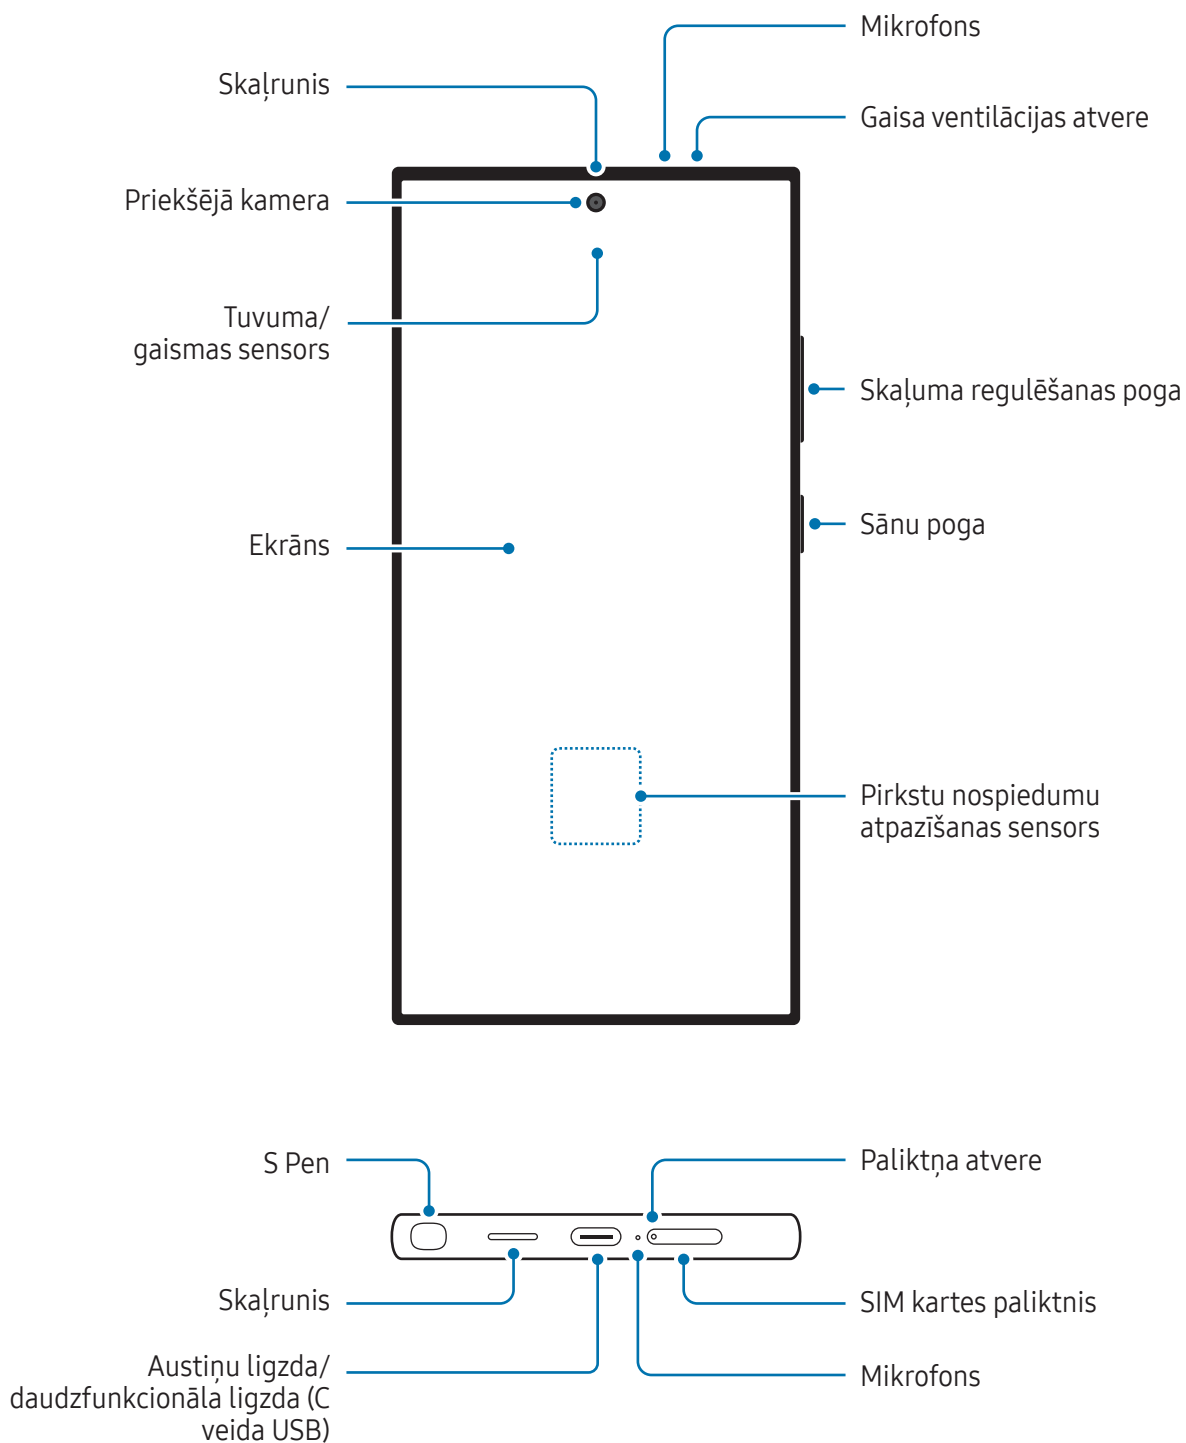 Mikrofons
Skaļrunis
Gaisa ventilācijas atvere
Priekšējā kamera
Tuvuma/
gaismas sensors
Skaļuma regulēšanas poga
Sānu poga
Ekrāns
Pirkstu nospiedumu
atpazīšanas sensors
S Pen
Paliktņa atvere
Skaļrunis
SIM kartes paliktnis
Austiņu ligzda/
daudzfunkcionāla ligzda (C
veida USB)
Mikrofons